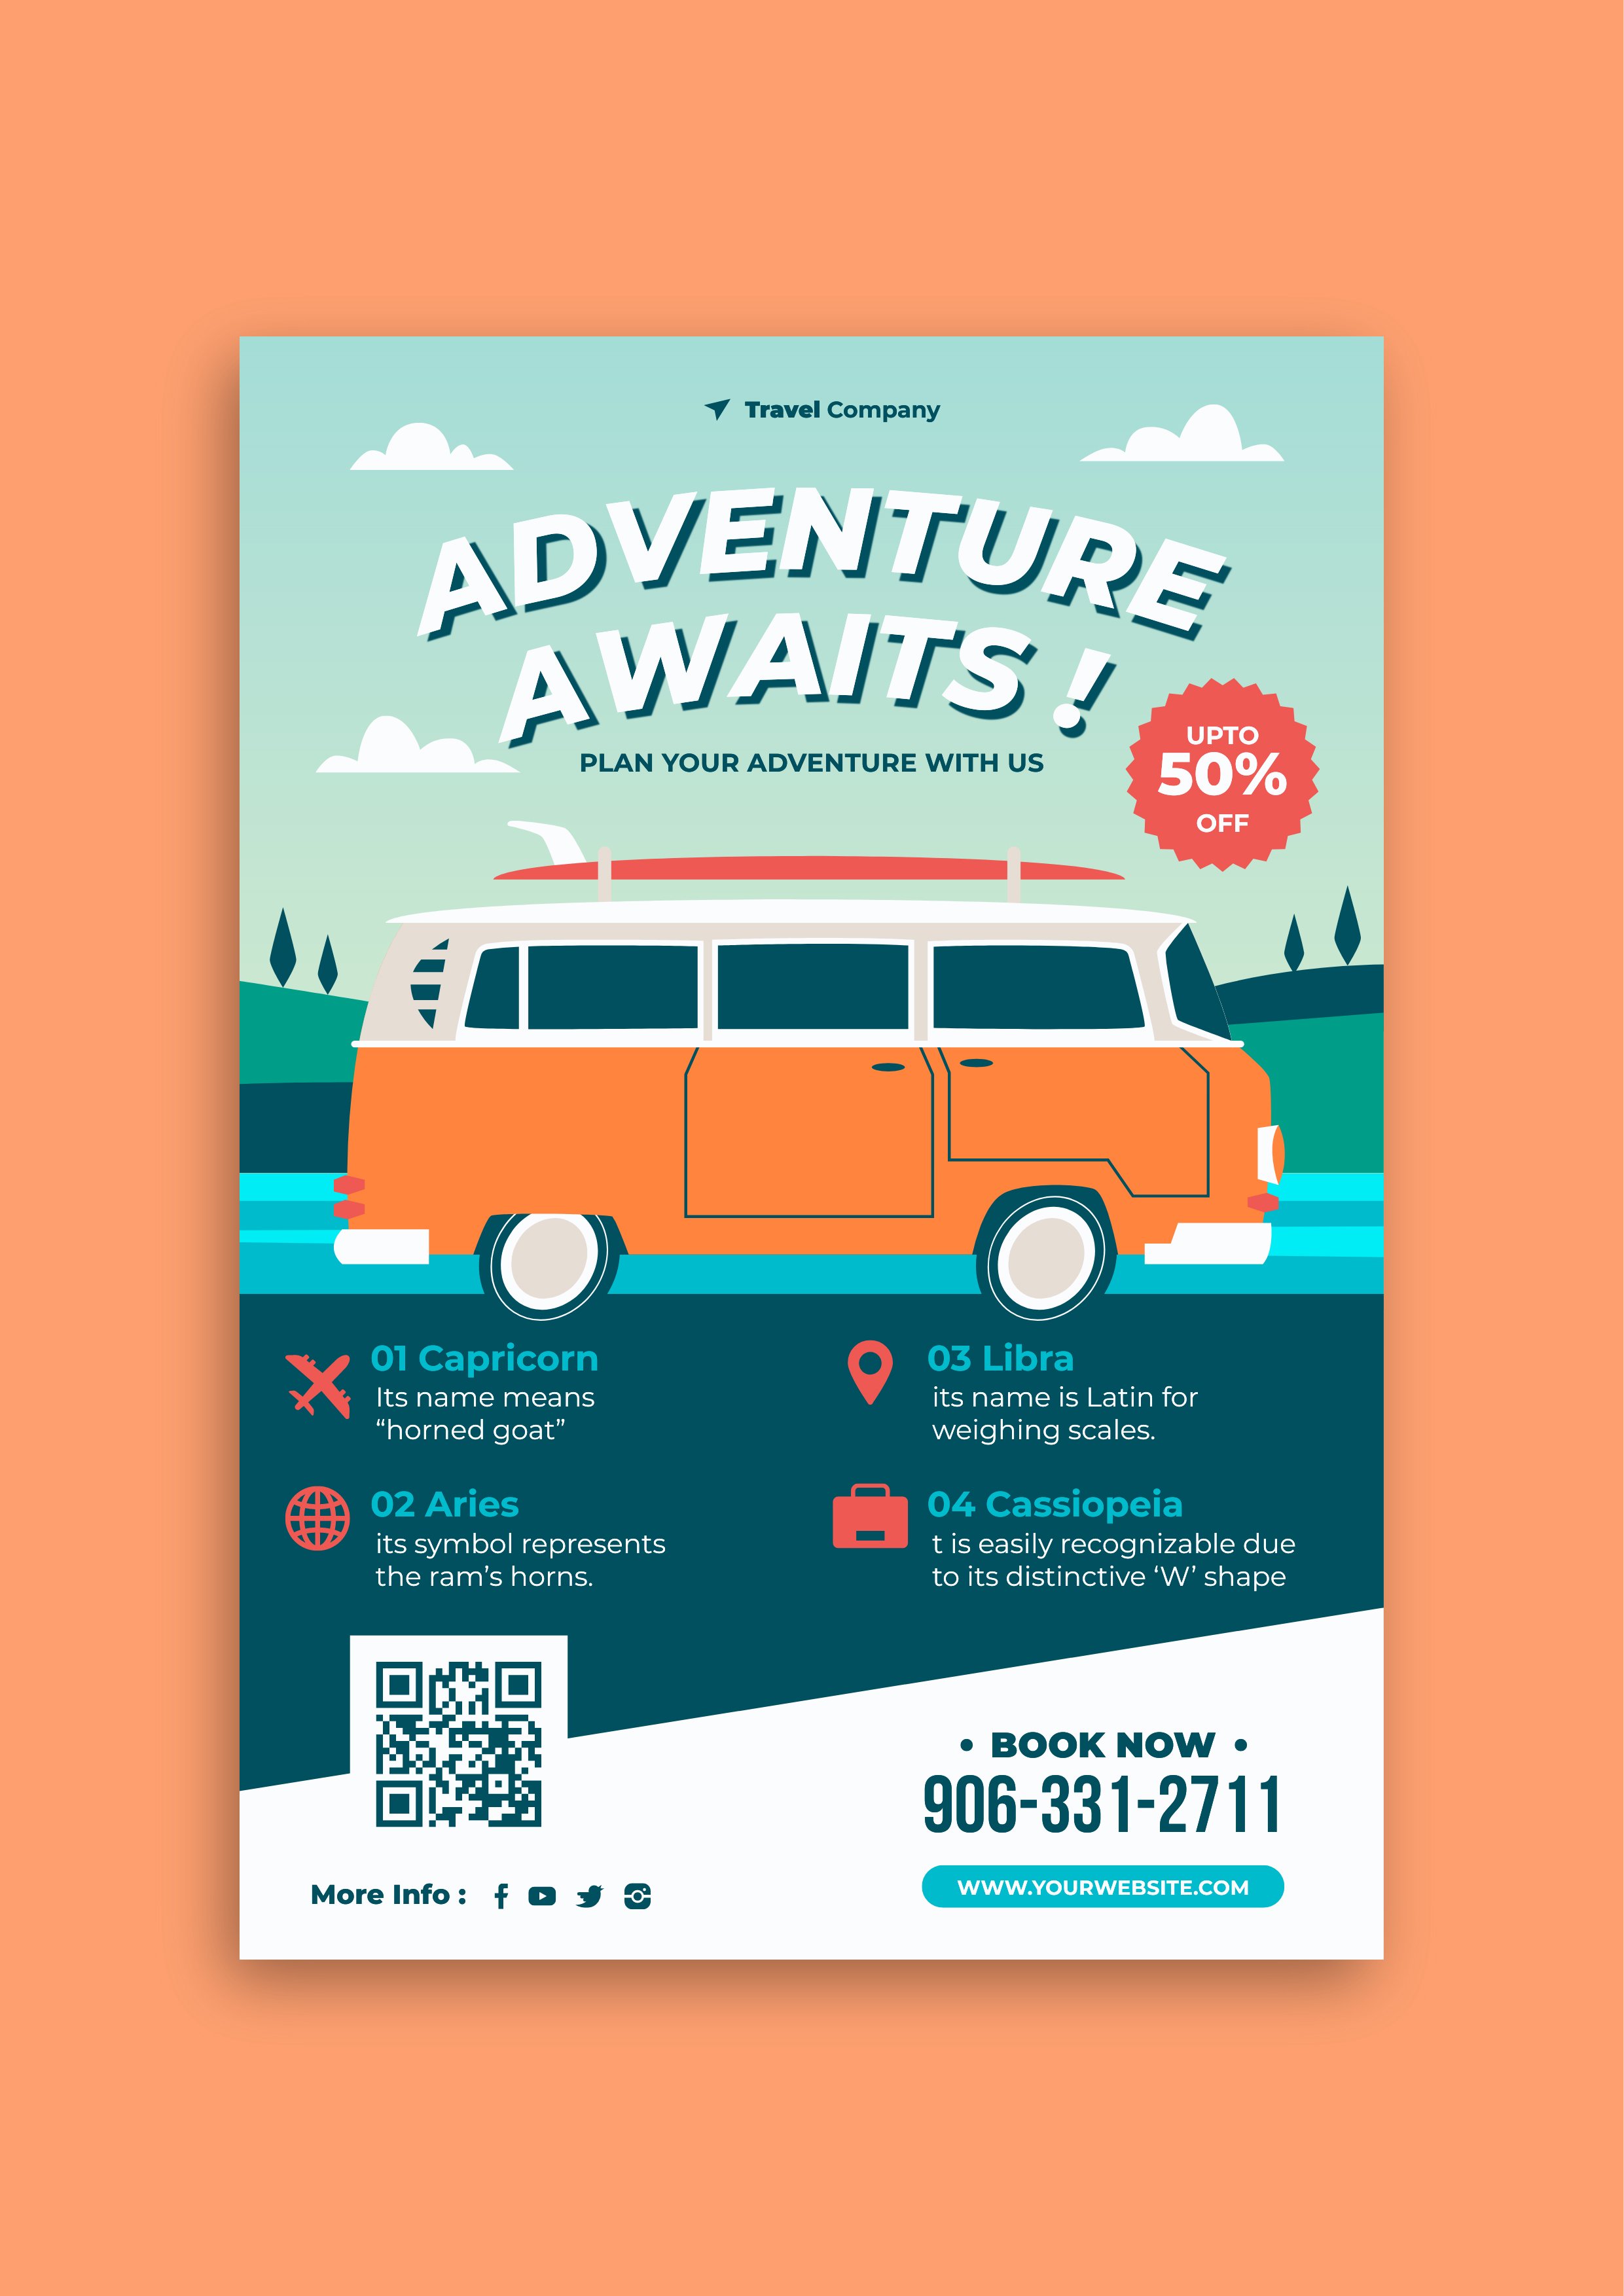 Travel Company
ADVENTURE
AWAITS !
PLAN YOUR ADVENTURE WITH US
UPTO
50%
OFF
01 Capricorn
Its name means
“horned goat”
02 Aries
its symbol represents
the ram’s horns.
03 Libra
its name is Latin for
weighing scales.
04 Cassiopeia
t is easily recognizable due
to its distinctive ‘W’ shape
• BOOK NOW •
906-331-2711
WWW.YOURWEBSITE.COM
More Info :